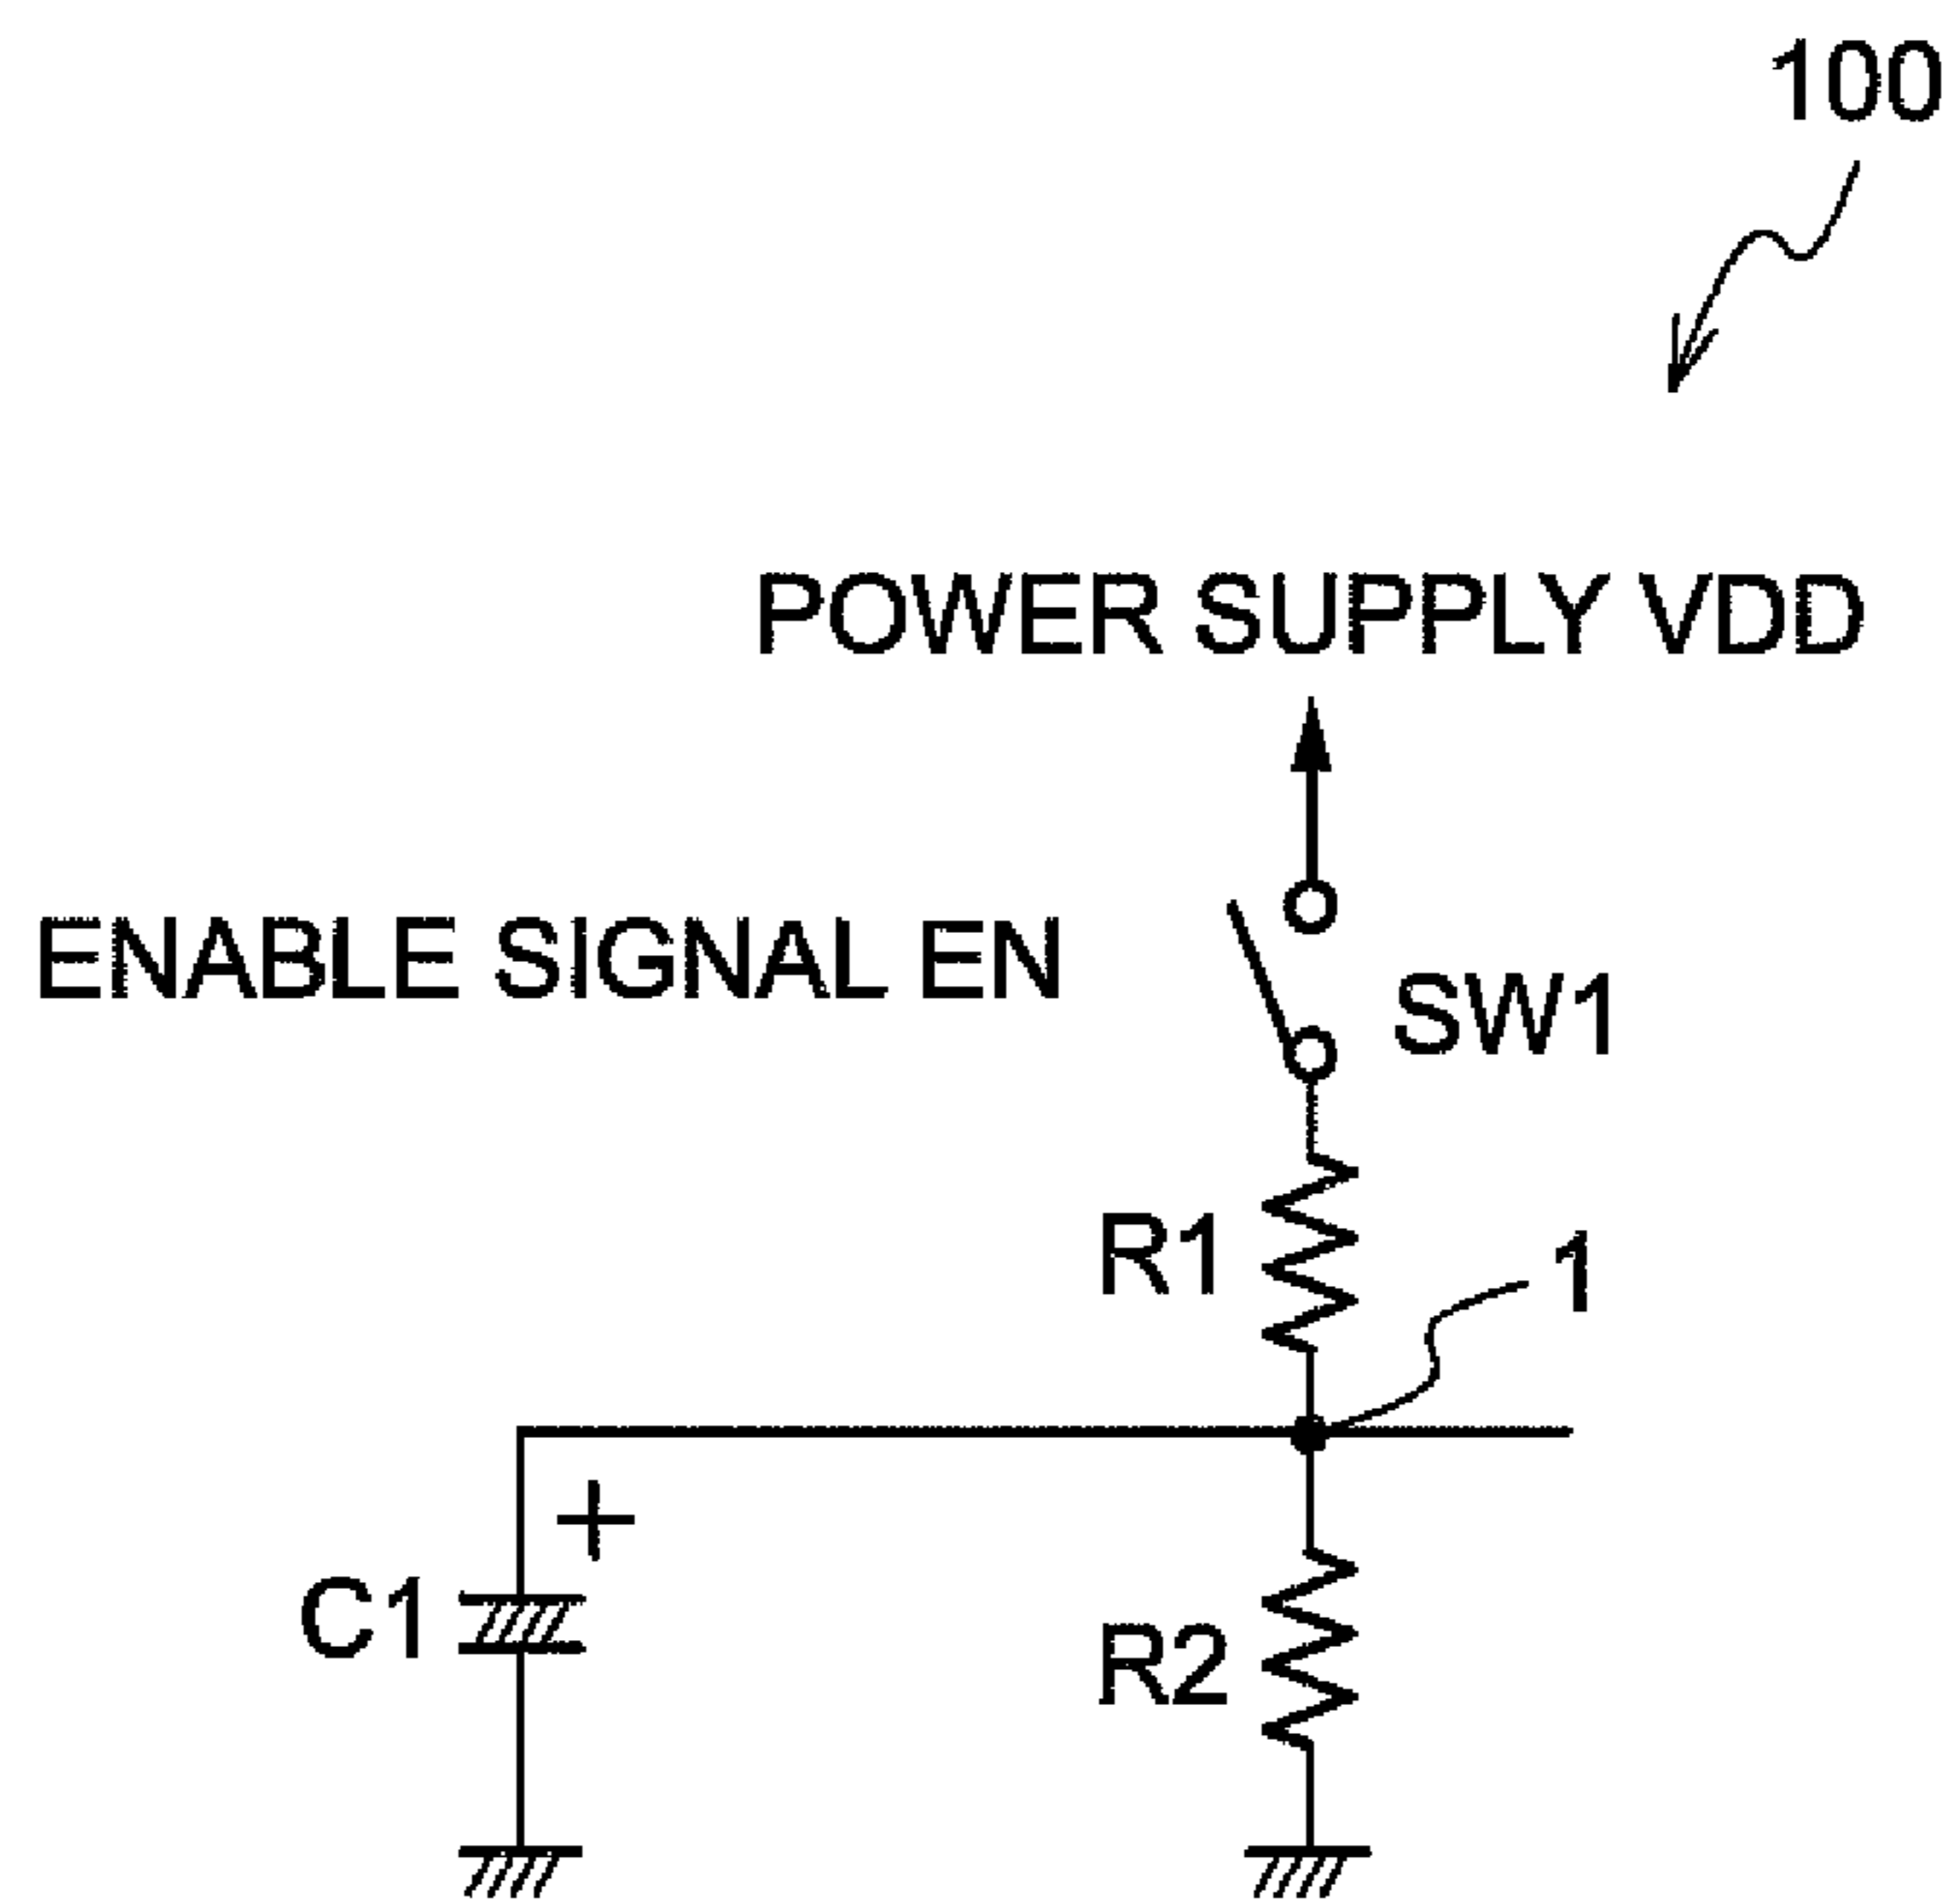 100
POWER SUPPLY VDD
ENABLE SIGNAL EN
SW1
R1
1
+
C1
R2